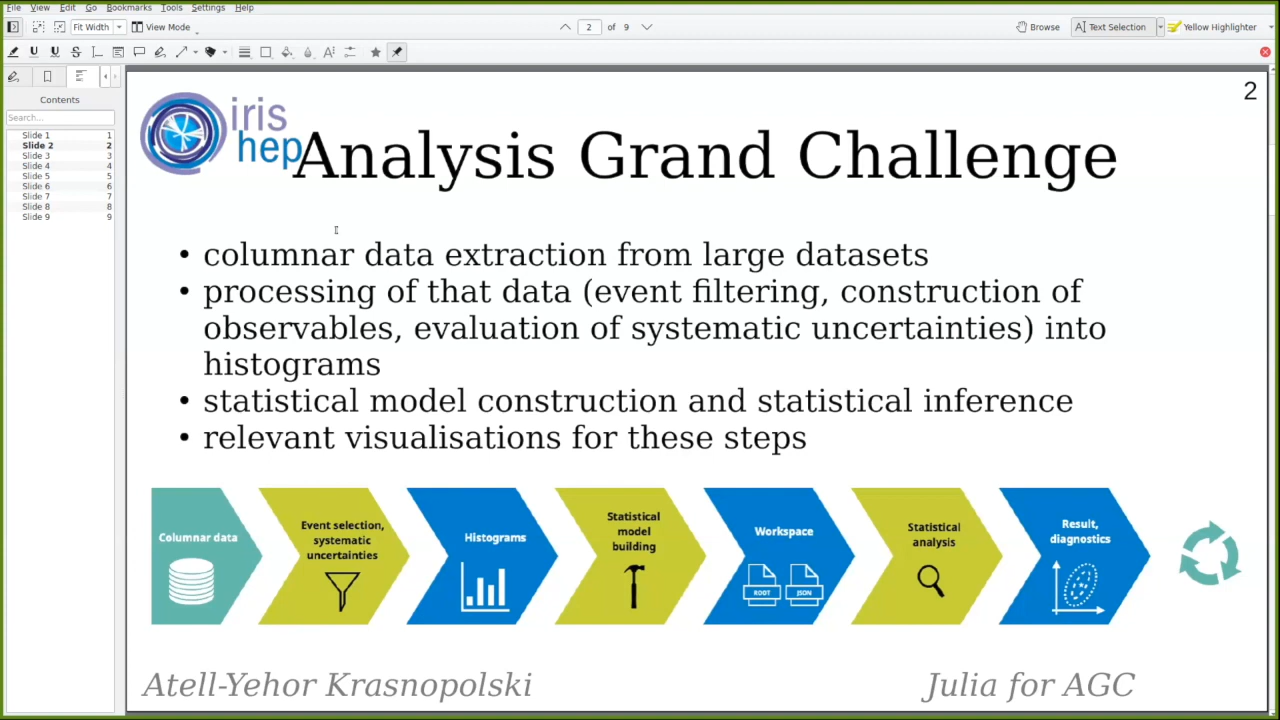 File View Edit Go Bookmarks Tools Settings Help
Fit Width View Mode 2 of 9 Browse Text Selection Yellow Highlighter
Contents
Search...
Slide 1 1
Slide 2 2
Slide 3 3
Slide 4 4
Slide 5 5
Slide 6 6
Slide 7 7
Slide 8 8
Slide 9 9
2
iris
hep
Analysis Grand Challenge
• columnar data extraction from large datasets
• processing of that data (event filtering, construction of
observables, evaluation of systematic uncertainties) into
histograms
• statistical model construction and statistical inference
• relevant visualisations for these steps
Columnar data
Event selection,
systematic
uncertainties
Histograms
Statistical
model
building
Workspace
ROOT JSON
Statistical
analysis
Result,
diagnostics
Atell-Yehor Krasnopolski Julia for AGC